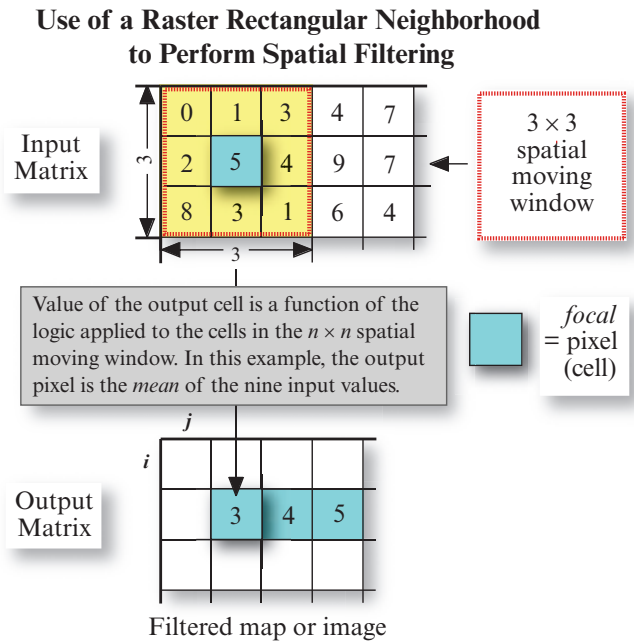 Use of a Raster Rectangular Neighborhood
to Perform Spatial Filtering
Input
Matrix
3
0 1 3 4 7
2 5 4 9 7
8 3 1 6 4
3
3 × 3
spatial
moving
window
Value of the output cell is a function of the
logic applied to the cells in the n × n spatial
moving window. In this example, the output
pixel is the mean of the nine input values.
focal
= pixel
(cell)
j
i
Output
Matrix
3 4 5
Filtered map or image